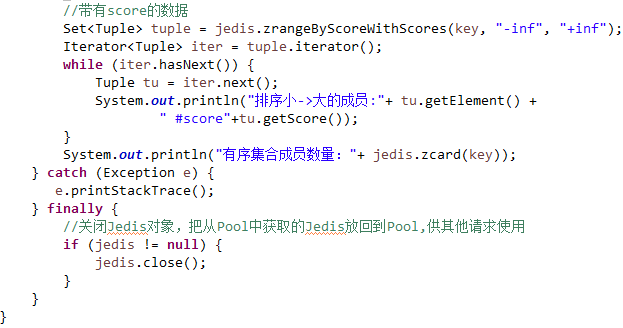 //带有score的数据
Set<Tuple> tuple = jedis.zrangeByScoreWithScores(key, "-inf", "+inf");
Iterator<Tuple> iter = tuple.iterator();
while (iter.hasNext()) {
Tuple tu = iter.next();
System.out.println("排序小->大的成员:"+ tu.getElement() +
" #score"+tu.getScore());
}
System.out.println("有序集合成员数量："+ jedis.zcard(key));
} catch (Exception e) {
e.printStackTrace();
} finally {
//关闭Jedis对象，把从Pool中获取的Jedis放回到Pool,供其他请求使用
if (jedis != null) {
jedis.close();
}
}
}